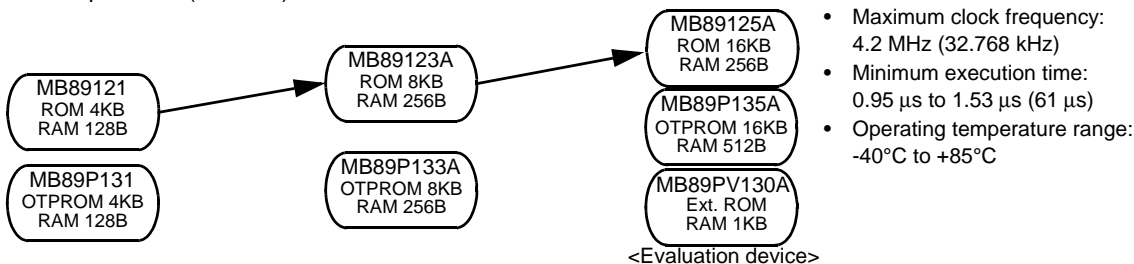 MB89121
ROM 4KB
RAM 128B
MB89P131
OTPROM 4KB
RAM 128B
MB89123A
ROM 8KB
RAM 256B
MB89P133A
OTPROM 8KB
RAM 256B
MB89125A
ROM 16KB
RAM 256B
MB89P135A
OTPROM 16KB
RAM 512B
MB89PV130A
Ext. ROM
RAM 1KB
<Evaluation device>
• Maximum clock frequency:
4.2 MHz (32.768 kHz)
• Minimum execution time:
0.95 μs to 1.53 μs (61 μs)
• Operating temperature range:
-40°C to +85°C